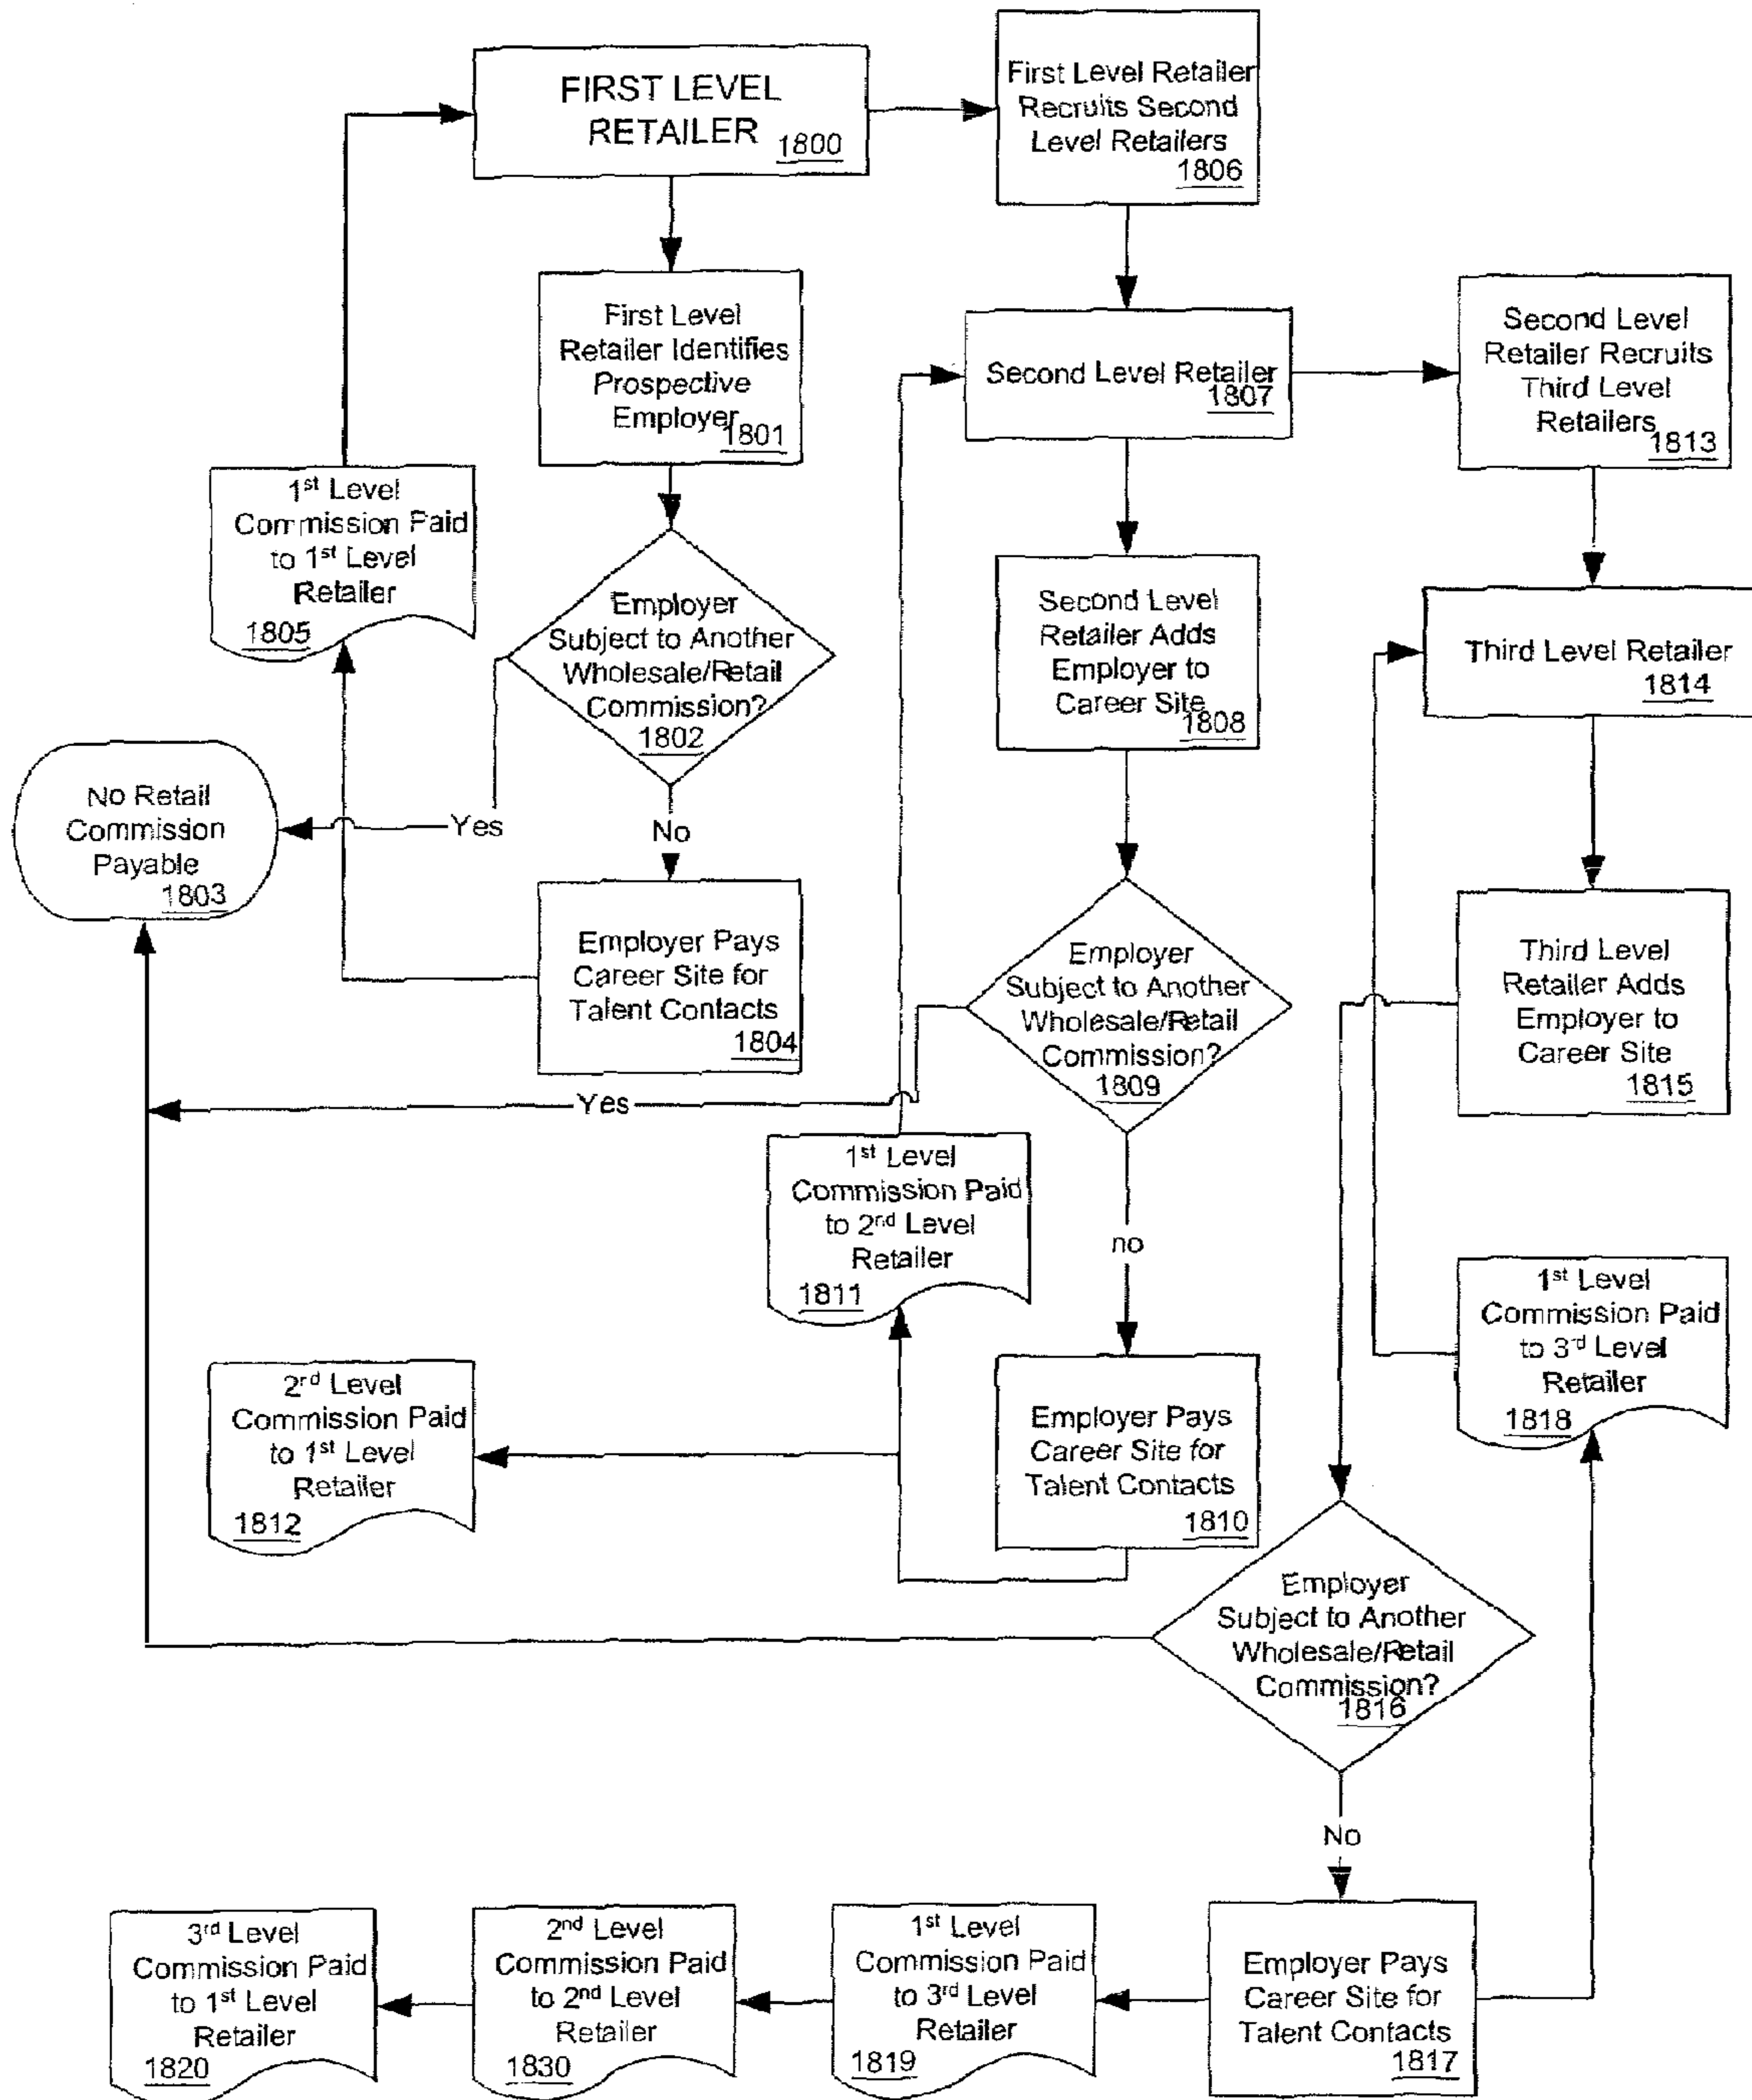 FIRST LEVEL
RETAILER
1800
First Level Retailer
Recruits Second
Level Retailers
1806
First Level
Retailer Identifies
Prospective
Employer
1801
Second Level Retailer
1807
Second Level
Retailer Recruits
Third Level
Retailers
1813
1st Level
Commission Paid
to 1st Level
Retailer
1805
Employer
Subject to Another
Wholesale/Retail
Commission?
1802
Second Level
Retailer Adds
Employer to
Career Site
1808
Third Level Retailer
1814
No Retail
Commission
Payable
1803
Yes
No
Employer Pays
Career Site for
Talent Contacts
1804
Employer
Subject to Another
Wholesale/Retail
Commission?
1809
Third Level
Retailer Adds
Employer to
Career Site
1815
Yes
1st Level
Commission Paid
to 2nd Level
Retailer
1811
no
1st Level
Commission Paid
to 3rd Level
Retailer
1818
2rd Level
Commission Paid
to 1st Level
Retailer
1812
Employer Pays
Career Site for
Talent Contacts
1810
Employer
Subject to Another
Wholesale/Retail
Commission?
1816
No
3rd Level
Commission Paid
to 1st Level
Retailer
1820
2nd Level
Commission Paid
to 2nd Level
Retailer
1830
1st Level
Commission Paid
to 3rd Level
Retailer
1819
Employer Pays
Career Site for
Talent Contacts
1817